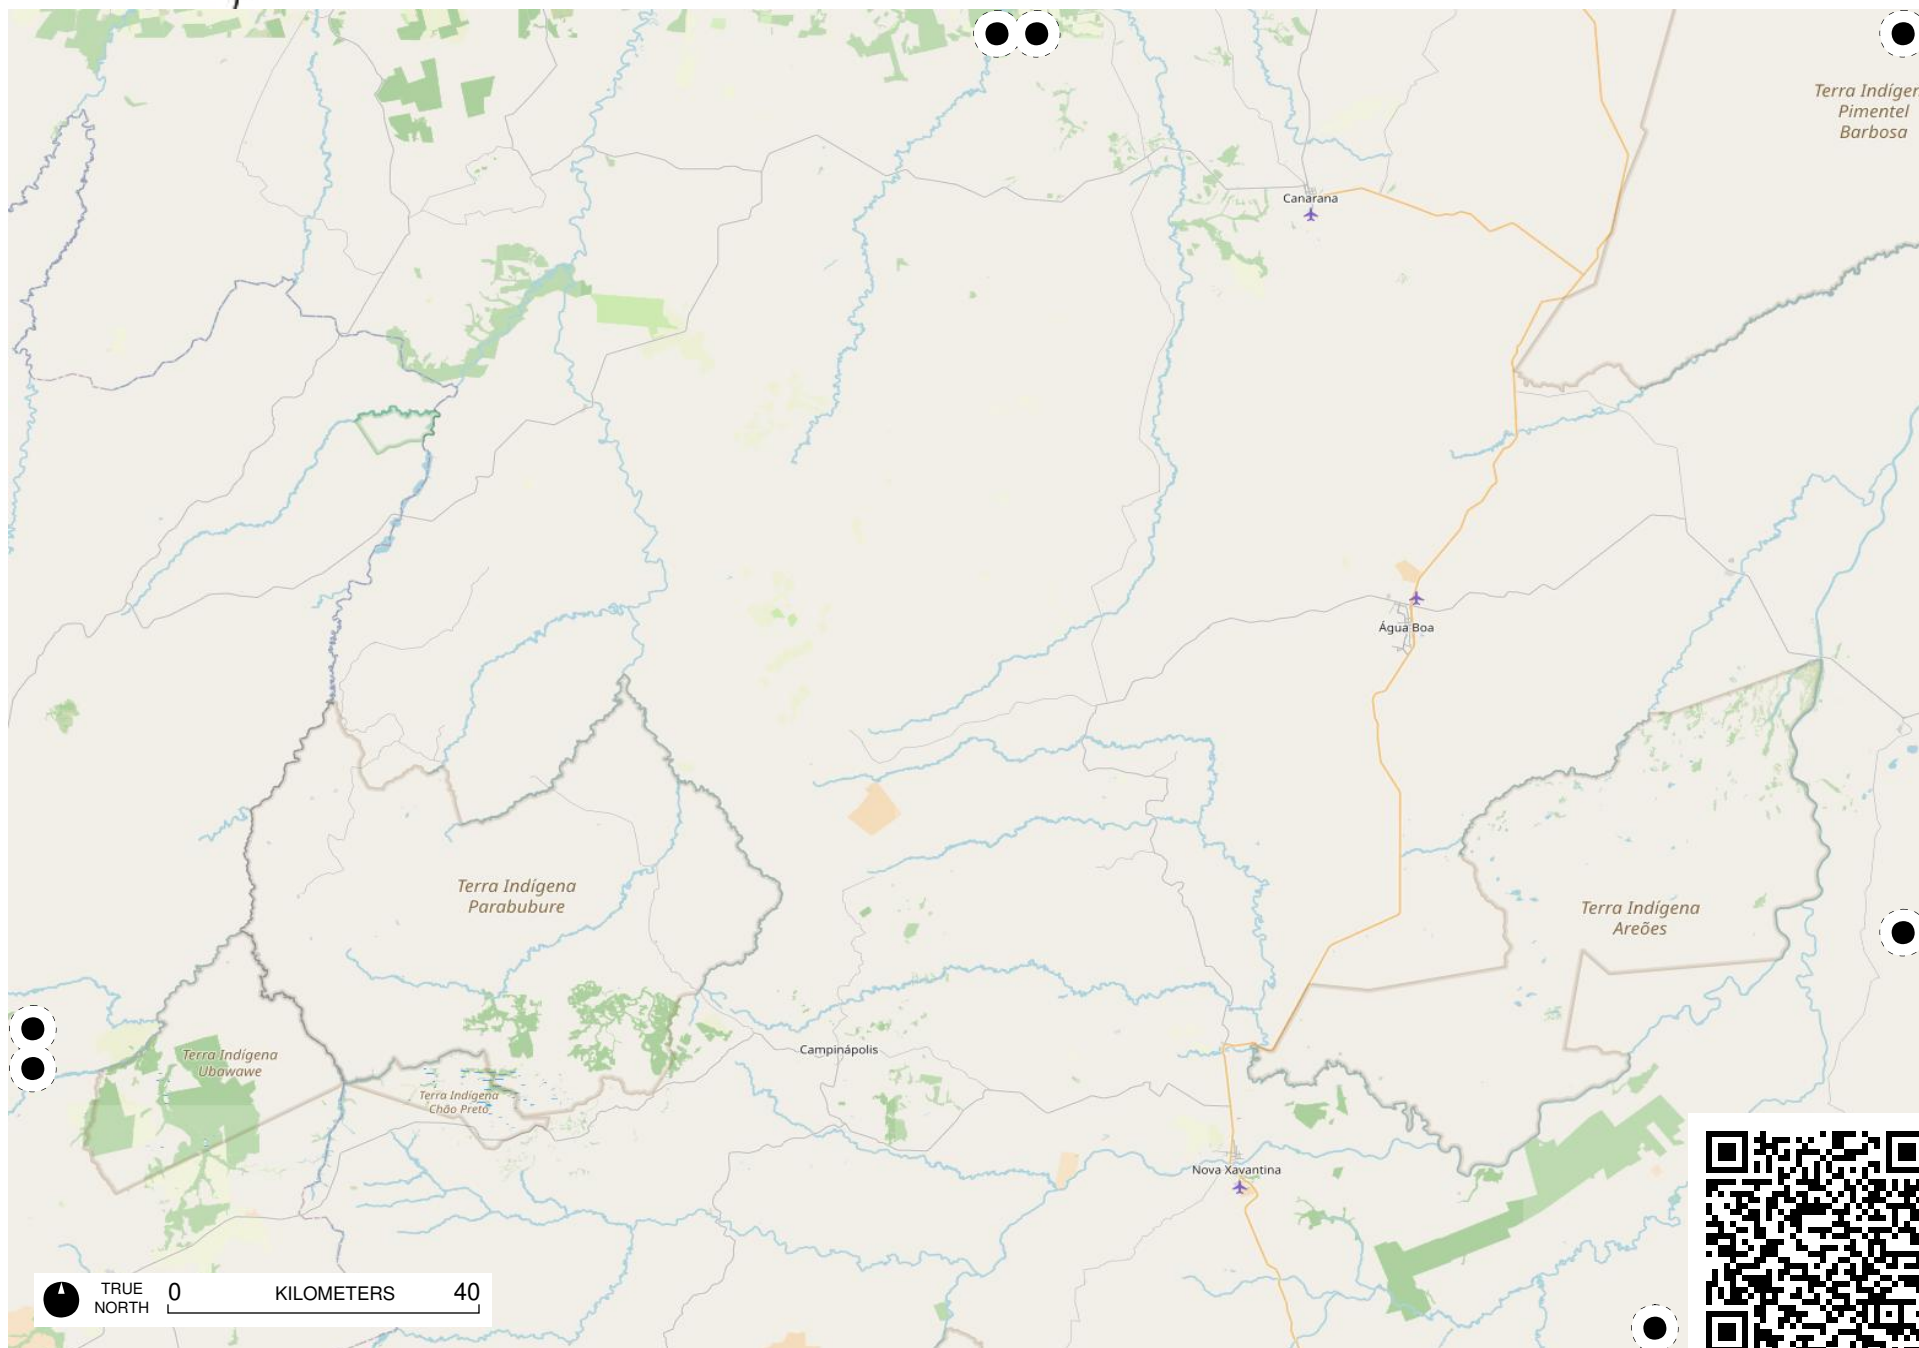 Terra Indíger
Pimentel
Barbosa
Canarana
Água Boa
Terra Indígena
Parabubure
Terra Indígena
Areões
Campinápolis
Terra Indígena
Ubawawe
Terra Indígena
Chão Preto
Nova Xavantina
TRUE
NORTH
0 KILOMETERS 40